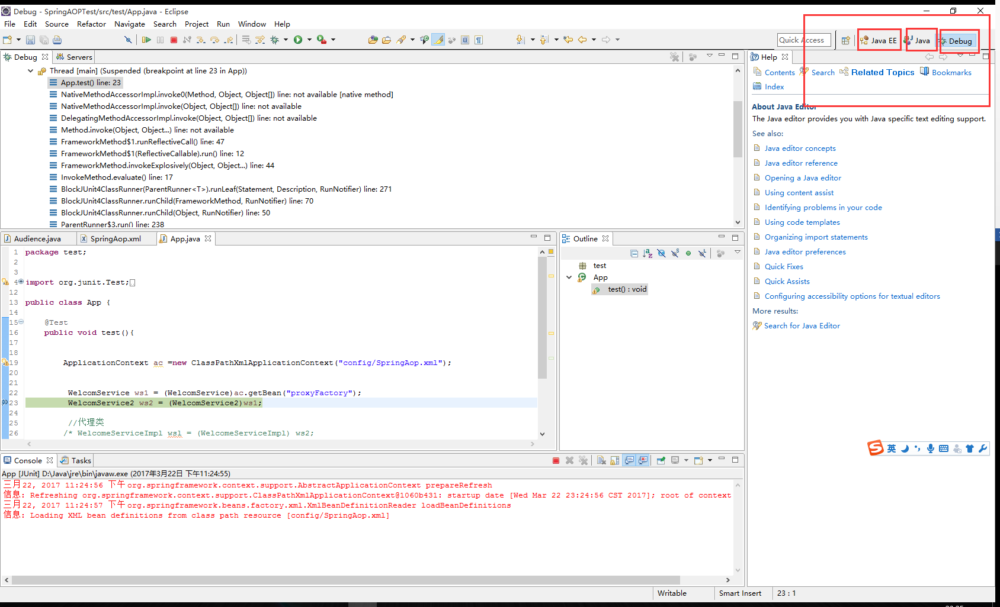 Debug - SpringAOPTest/src/test/App.java - Eclipse
File Edit Source Refactor Navigate Search Project Run Window Help
Quick Access Java EE Java Debug
Debug Servers
Thread [main] (Suspended (breakpoint at line 23 in App))
App.test() line: 23
NativeMethodAccessorImpl.invoke0(Method, Object, Object[]) line: not available [native method]
NativeMethodAccessorImpl.invoke(Object, Object[]) line: not available
DelegatingMethodAccessorImpl.invoke(Object, Object[]) line: not available
Method.invoke(Object, Object...) line: not available
FrameworkMethod$1.runReflectiveCall() line: 47
FrameworkMethod$1(ReflectiveCallable).run() line: 12
FrameworkMethod.invokeExplosively(Object, Object...) line: 44
InvokeMethod.evaluate() line: 17
BlockJUnit4ClassRunner(ParentRunner<T>).runLeaf(Statement, Description, RunNotifier) line: 271
BlockJUnit4ClassRunner.runChild(FrameworkMethod, RunNotifier) line: 70
BlockJUnit4ClassRunner.runChild(Object, RunNotifier) line: 50
ParentRunner$3.run() line: 238
Help
Contents Search Related Topics Bookmarks
Index
About Java Editor
The Java editor provides you with Java specific text editing support.
See also:
Java editor concepts
Java editor reference
Opening a Java editor
Using content assist
Identifying problems in your code
Using code templates
Organizing import statements
Java editor preferences
Quick Fixes
Quick Assists
Configuring accessibility options for textual editors
More results:
Search for Java Editor
Audience.java SpringAop.xml App.java
1 package test;
2
3
4 import org.junit.Test;
12
13 public class App {
14
15 @Test
16 public void test(){
17
18
19 ApplicationContext ac =new ClassPathXmlApplicationContext("config/SpringAop.xml");
20
21
22 WelcomService ws1 = (WelcomService)ac.getBean("proxyFactory");
23 WelcomService2 ws2 = (WelcomService2)ws1;
24
25 //代理类
26 /* WelcomeServiceImpl wsl = (WelcomeServiceImpl) ws2;
Outline
test
App
test() : void
英
Console Tasks
App [JUnit] D:\Java\jre\bin\javaw.exe (2017年3月22日 下午11:24:55)
三月 22, 2017 11:24:56 下午 org.springframework.context.support.AbstractApplicationContext prepareRefresh
信息: Refreshing org.springframework.context.support.ClassPathXmlApplicationContext@1060b431: startup date [Wed Mar 22 23:24:56 CST 2017]; root of context
三月 22, 2017 11:24:57 下午 org.springframework.beans.factory.xml.XmlBeanDefinitionReader loadBeanDefinitions
信息: Loading XML bean definitions from class path resource [config/SpringAop.xml]
Writable Smart Insert 23 : 1